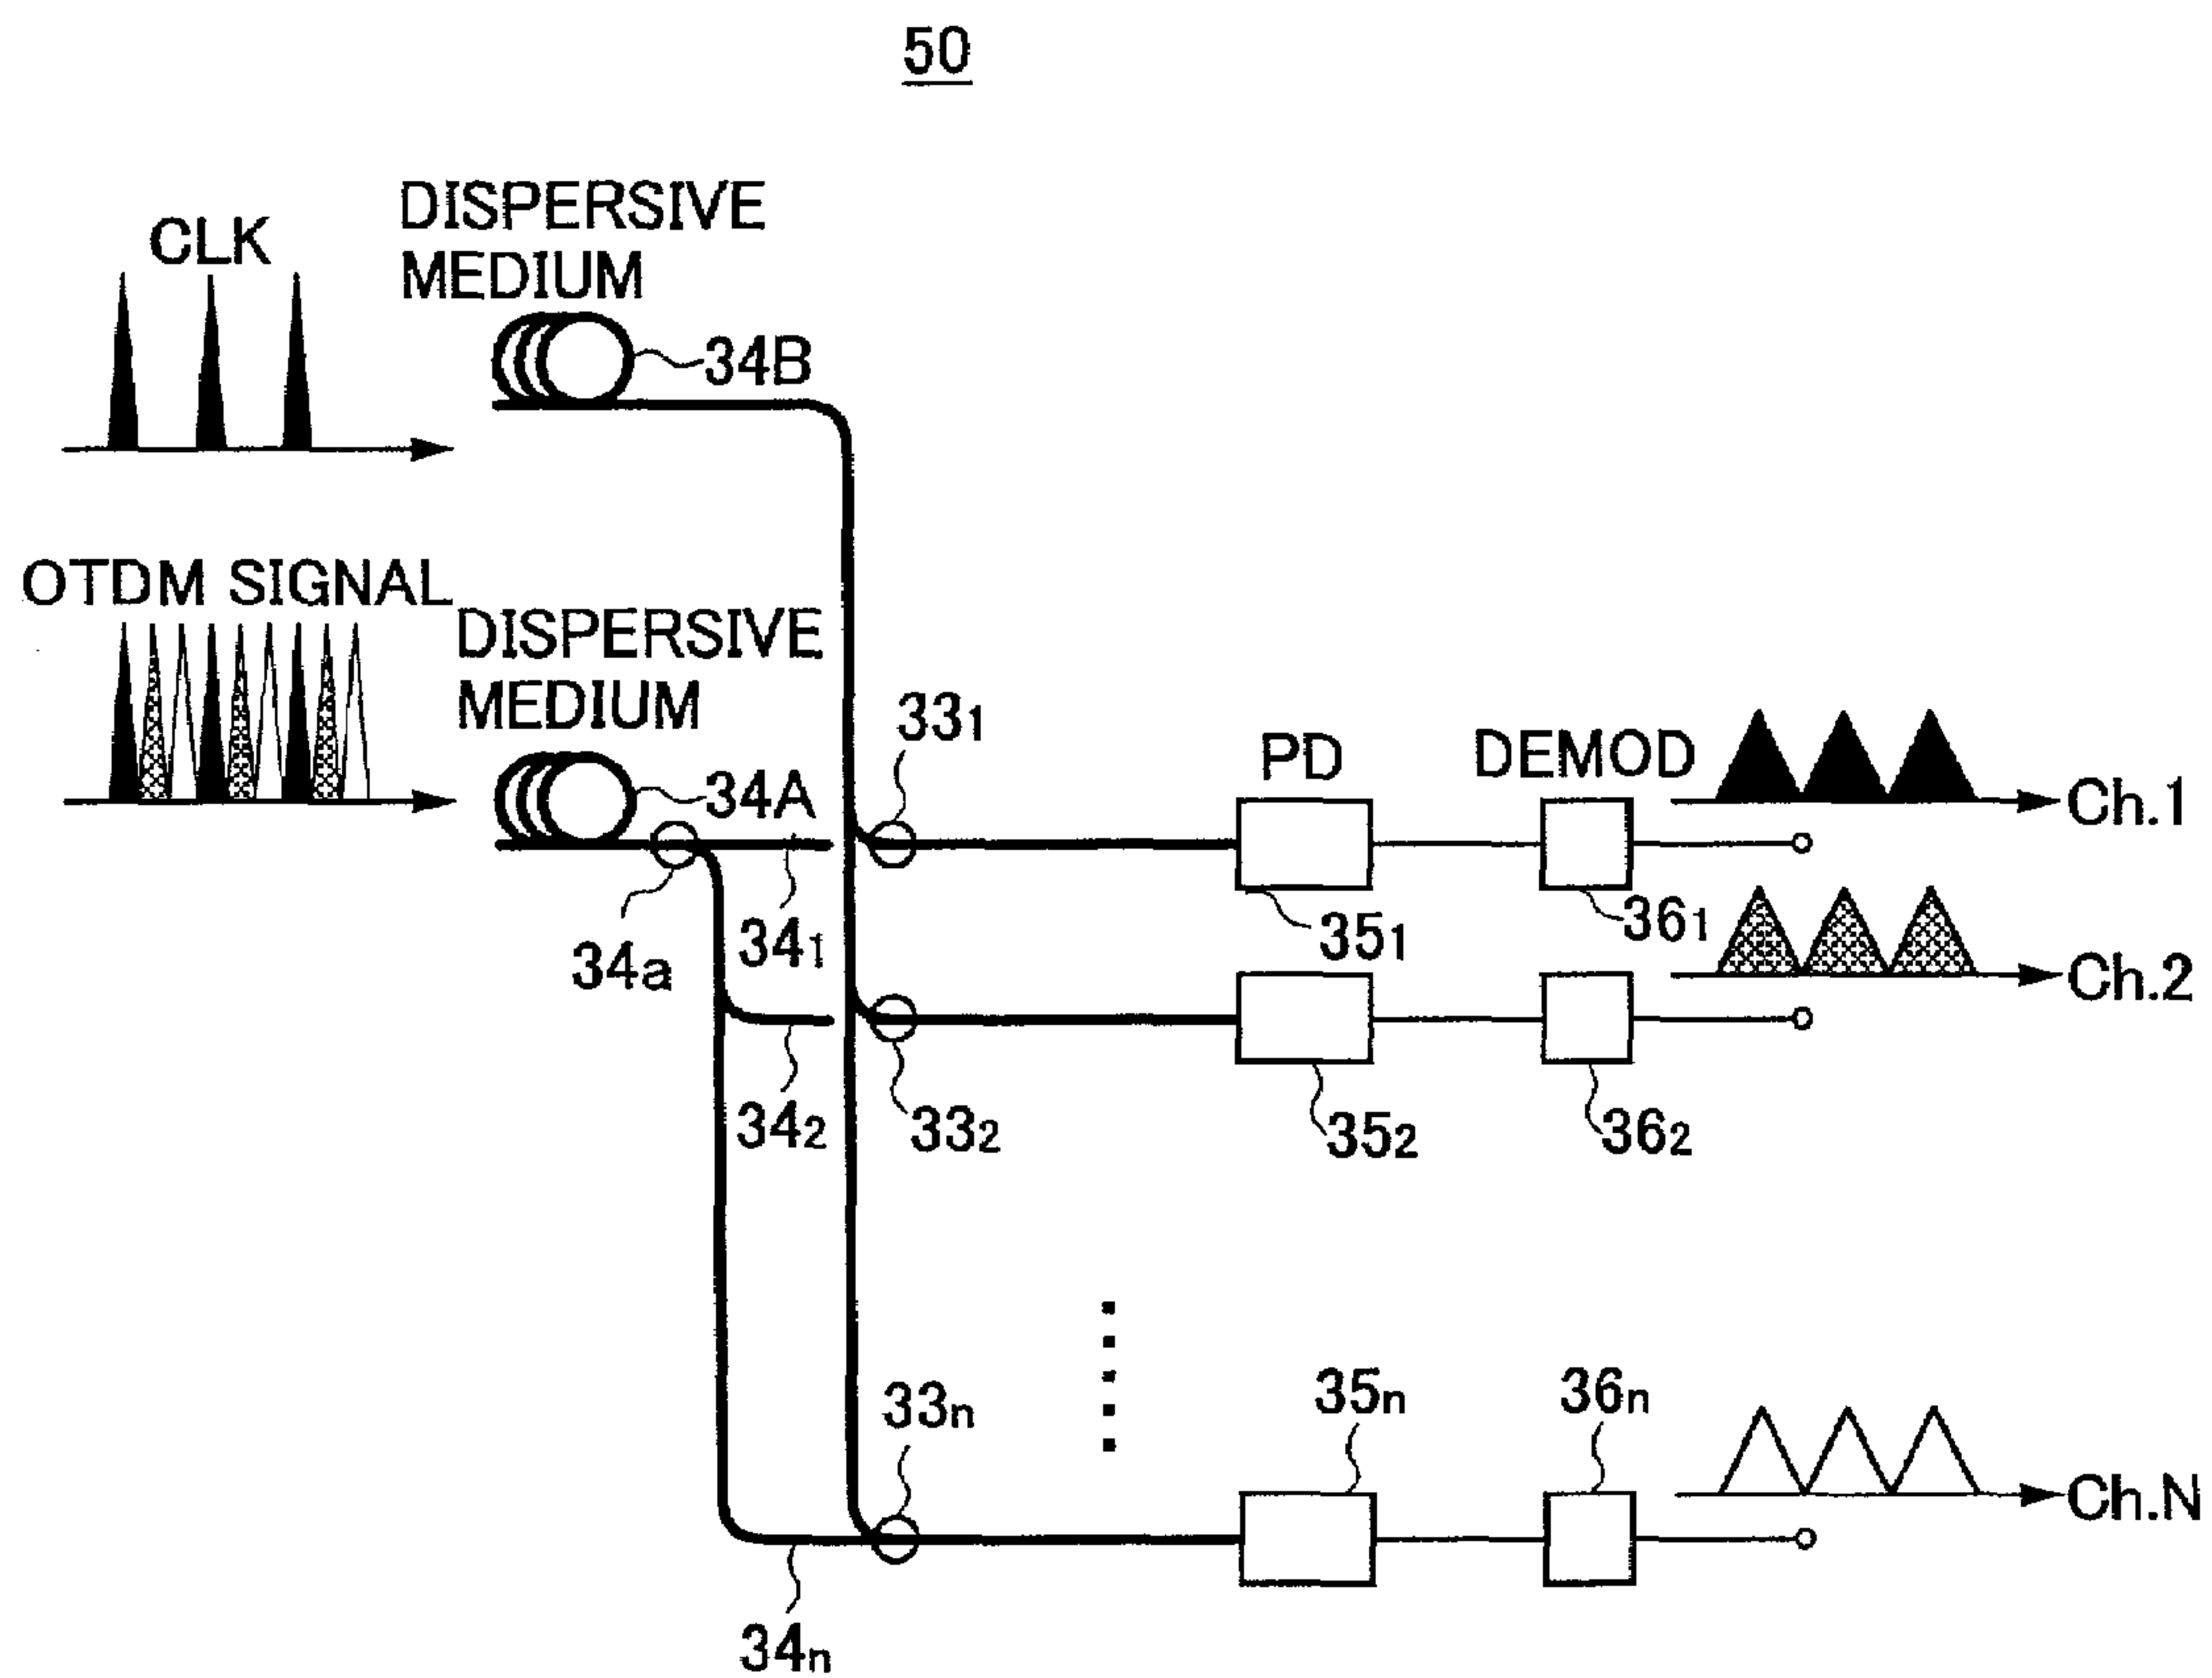 50
CLK
DISPERSIVE
MEDIUM
34B
OTDM SIGNAL
DISPERSIVE
MEDIUM
34A
33₁
PD
DEMOD
Ch.1
34a
34₁
35₁
36₁
Ch.2
34₂
33₂
35₂
36₂
33ₙ
35ₙ
36ₙ
Ch.N
34ₙ